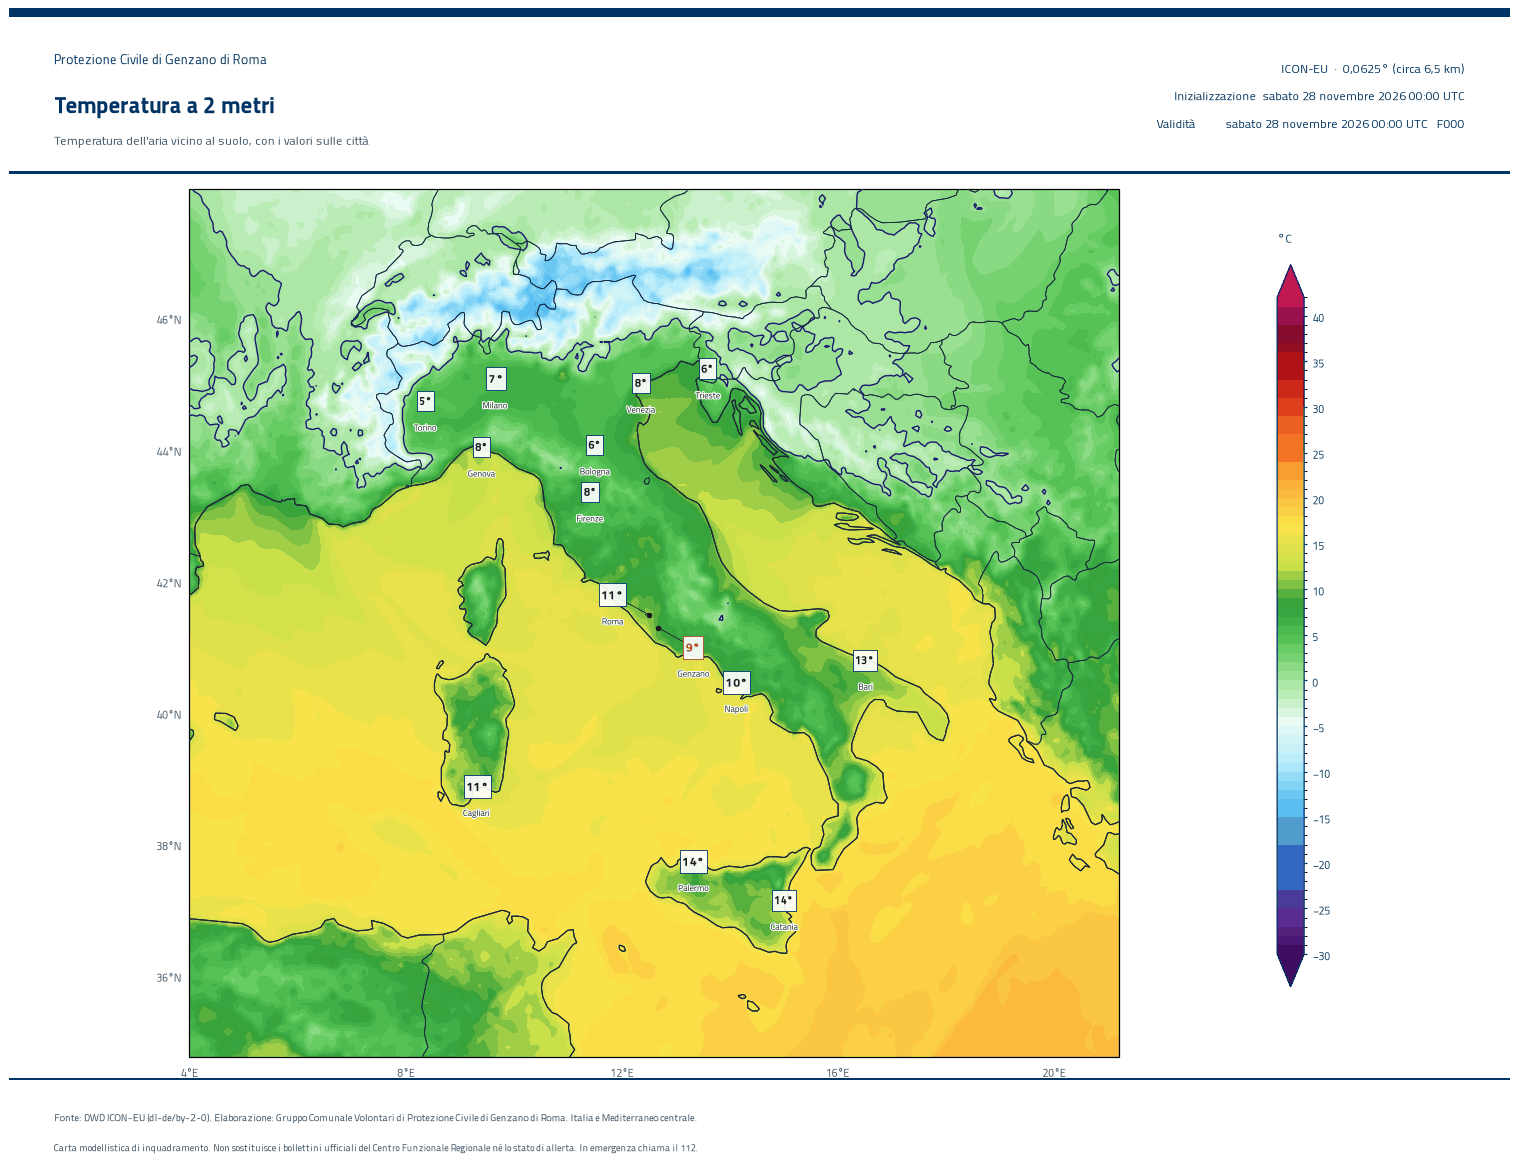 Protezione Civile di Genzano di Roma
Temperatura a 2 metri
Temperatura dell'aria vicino al suolo, con i valori sulle città
ICON-EU · 0,0625° (circa 6,5 km)
Inizializzazione sabato 28 novembre 2026 00:00 UTC
Validità sabato 28 novembre 2026 00:00 UTC F000
°C
40
35
30
25
20
15
10
5
0
−5
−10
−15
−20
−25
−30
46°N
44°N
42°N
40°N
38°N
36°N
4°E
8°E
12°E
16°E
20°E
5°
Torino
7°
Milano
8°
Venezia
6°
Trieste
8°
Genova
6°
Bologna
8°
Firenze
11°
Roma
9°
Genzano
10°
Napoli
13°
Bari
11°
Cagliari
14°
Palermo
14°
Catania
Fonte: DWD ICON-EU (dl-de/by-2-0). Elaborazione: Gruppo Comunale Volontari di Protezione Civile di Genzano di Roma. Italia e Mediterraneo centrale.
Carta modellistica di inquadramento. Non sostituisce i bollettini ufficiali del Centro Funzionale Regionale né lo stato di allerta. In emergenza chiama il 112.